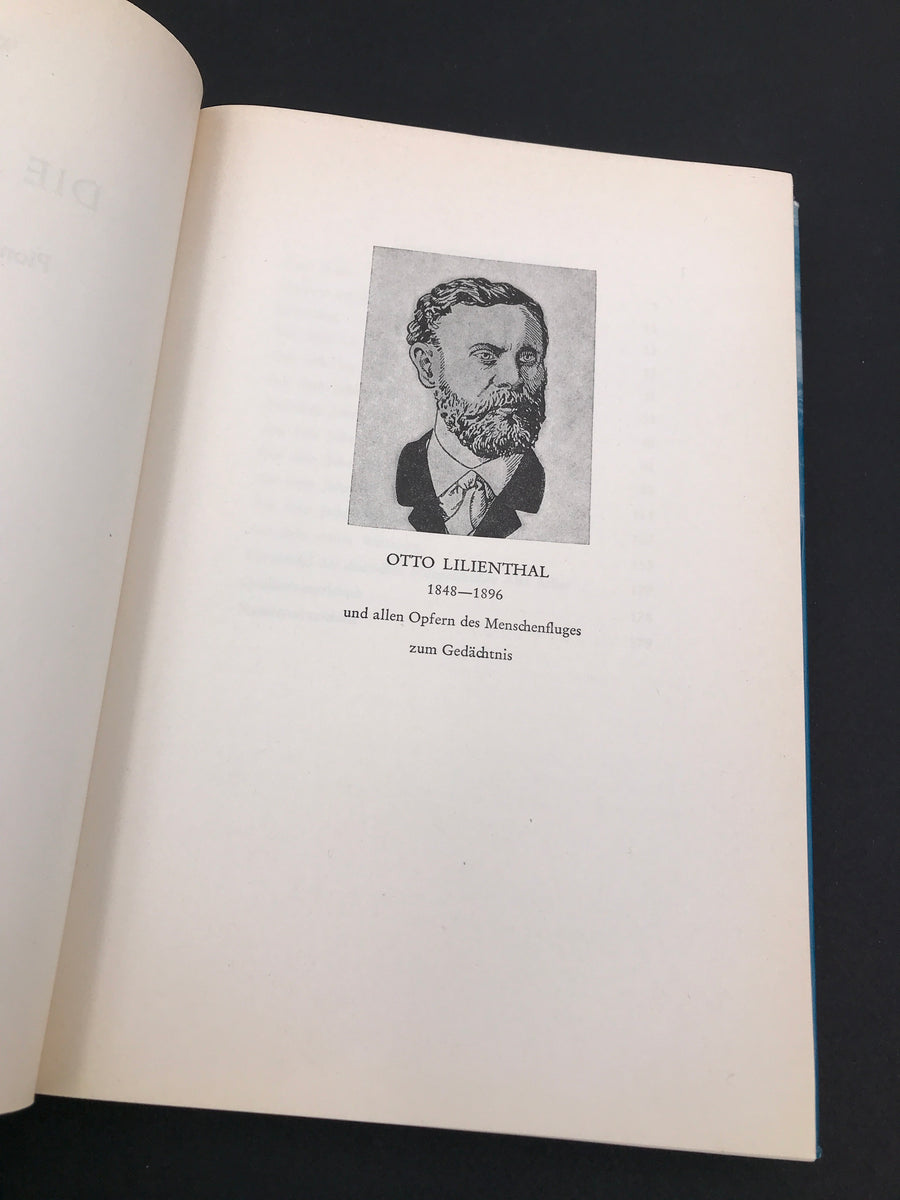 OTTO LILIENTHAL
1848—1896
und allen Opfern des Menschenfluges
zum Gedächtnis